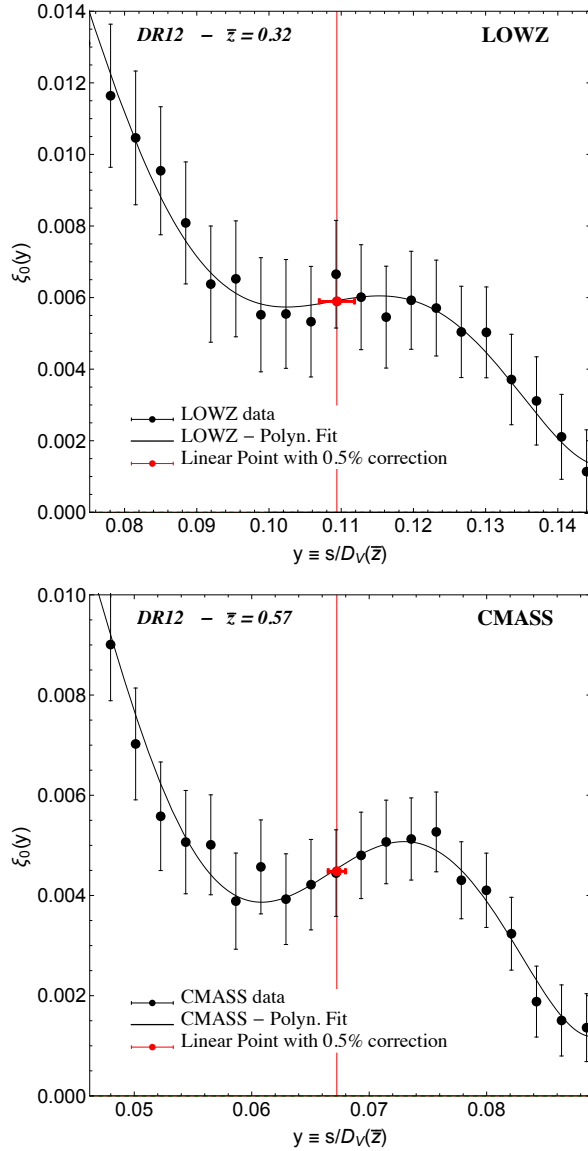 0.014
DR12 − z̅ = 0.32
LOWZ
0.012
0.010
0.008
ξ₀(y)
0.006
0.004
LOWZ data
LOWZ − Polyn. Fit
0.002
Linear Point with 0.5% correction
0.000
0.08 0.09 0.10 0.11 0.12 0.13 0.14
y ≡ s/D_V(z̅)
0.010
DR12 − z̅ = 0.57
CMASS
0.008
0.006
ξ₀(y)
0.004
0.002
CMASS data
CMASS − Polyn. Fit
Linear Point with 0.5% correction
0.000
0.05 0.06 0.07 0.08
y ≡ s/D_V(z̅)